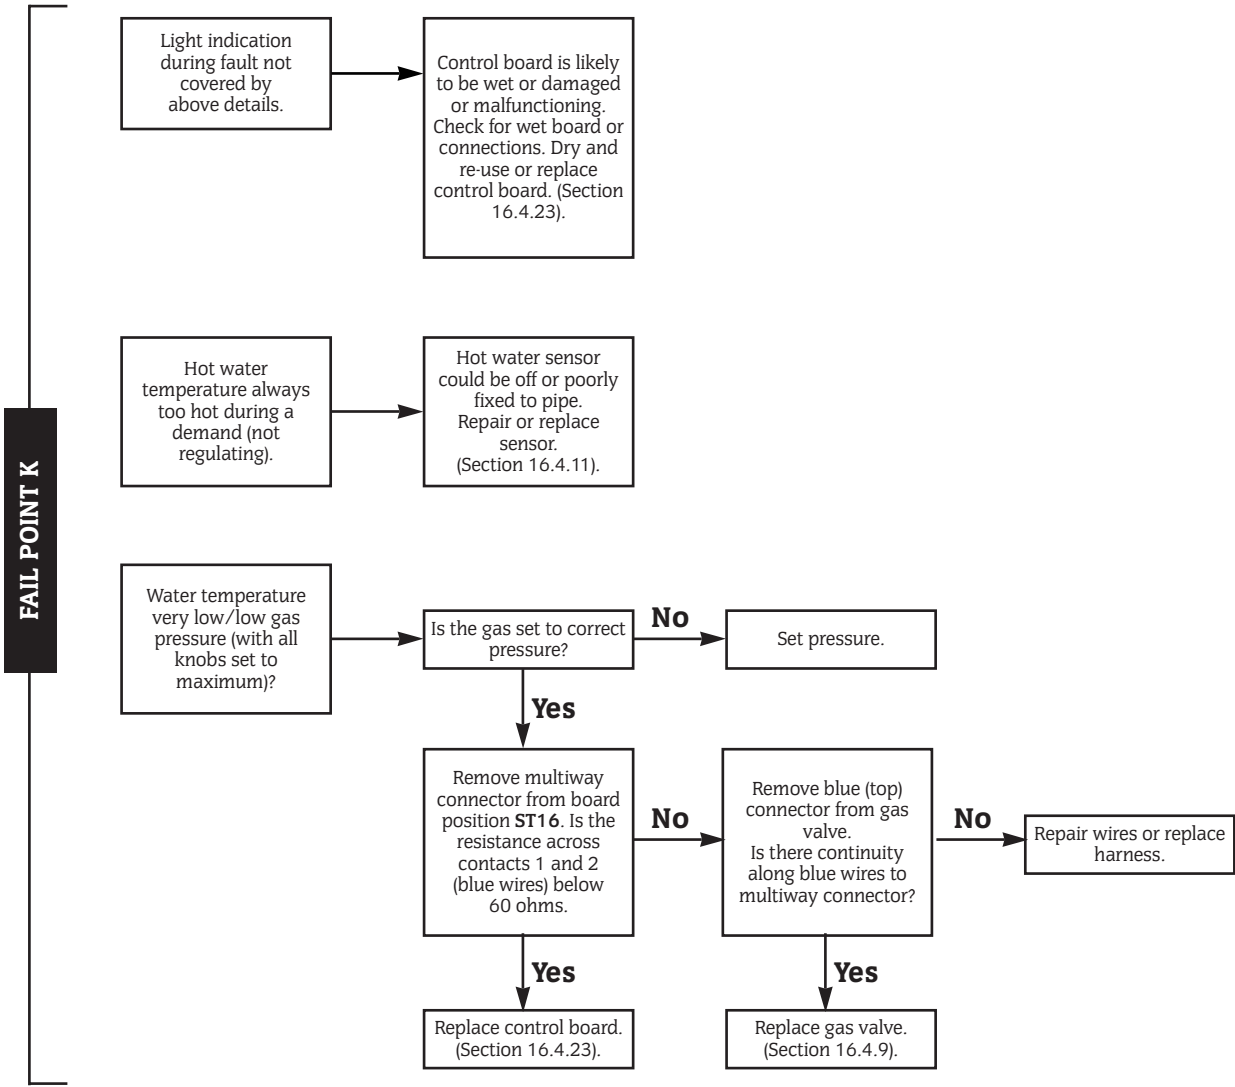 FAIL POINT K
Light indication
during fault not
covered by
above details.
Control board is likely
to be wet or damaged
or malfunctioning.
Check for wet board or
connections. Dry and
re-use or replace
control board. (Section
16.4.23).
Hot water
temperature always
too hot during a
demand (not
regulating).
Hot water sensor
could be off or poorly
fixed to pipe.
Repair or replace
sensor.
(Section 16.4.11).
Water temperature
very low/low gas
pressure (with all
knobs set to
maximum)?
Is the gas set to correct
pressure?
No
Set pressure.
Yes
Remove multiway
connector from board
position ST16. Is the
resistance across
contacts 1 and 2
(blue wires) below
60 ohms.
No
Remove blue (top)
connector from gas
valve.
Is there continuity
along blue wires to
multiway connector?
No
Repair wires or replace
harness.
Yes
Replace control board.
(Section 16.4.23).
Yes
Replace gas valve.
(Section 16.4.9).